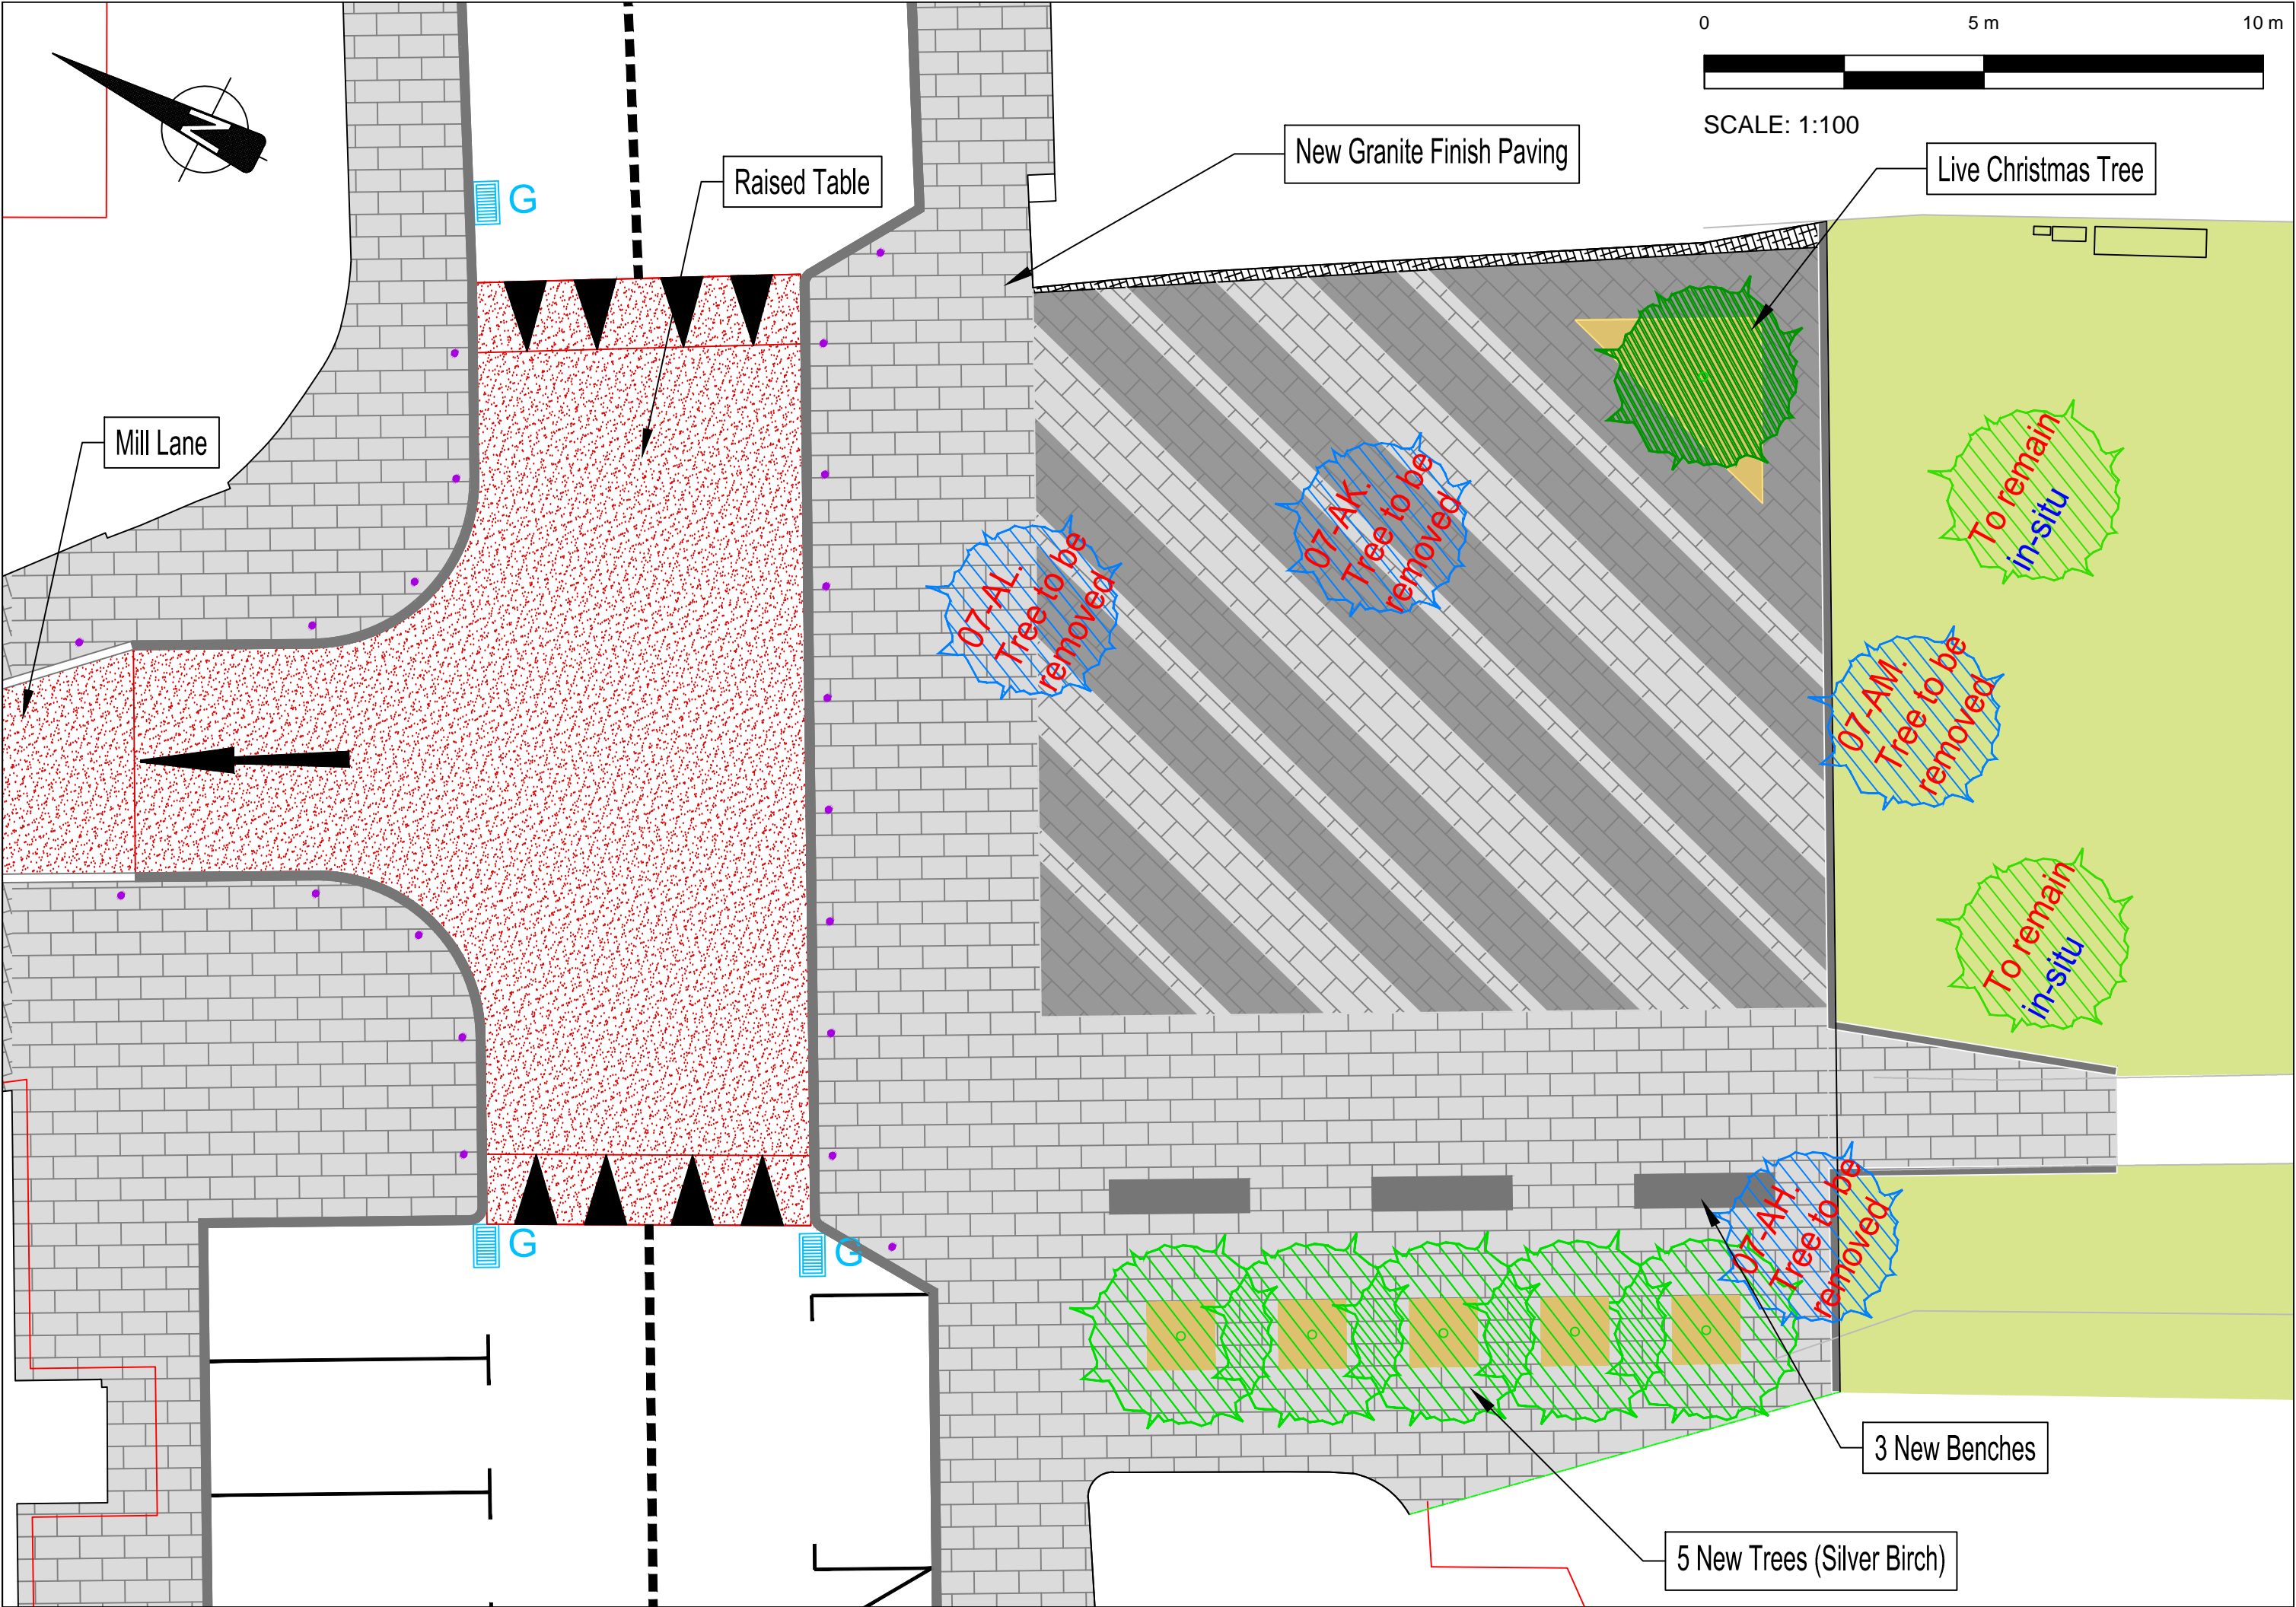 0 5 m 10 m
SCALE: 1:100
New Granite Finish Paving
Live Christmas Tree
Raised Table
G
Mill Lane
To remain
in-situ
07-AK.
Tree to be
removed
07-AL.
Tree to be
removed
07-AM.
Tree to be
removed
To remain
in-situ
07-AH.
Tree to be
removed
G
G
3 New Benches
5 New Trees (Silver Birch)